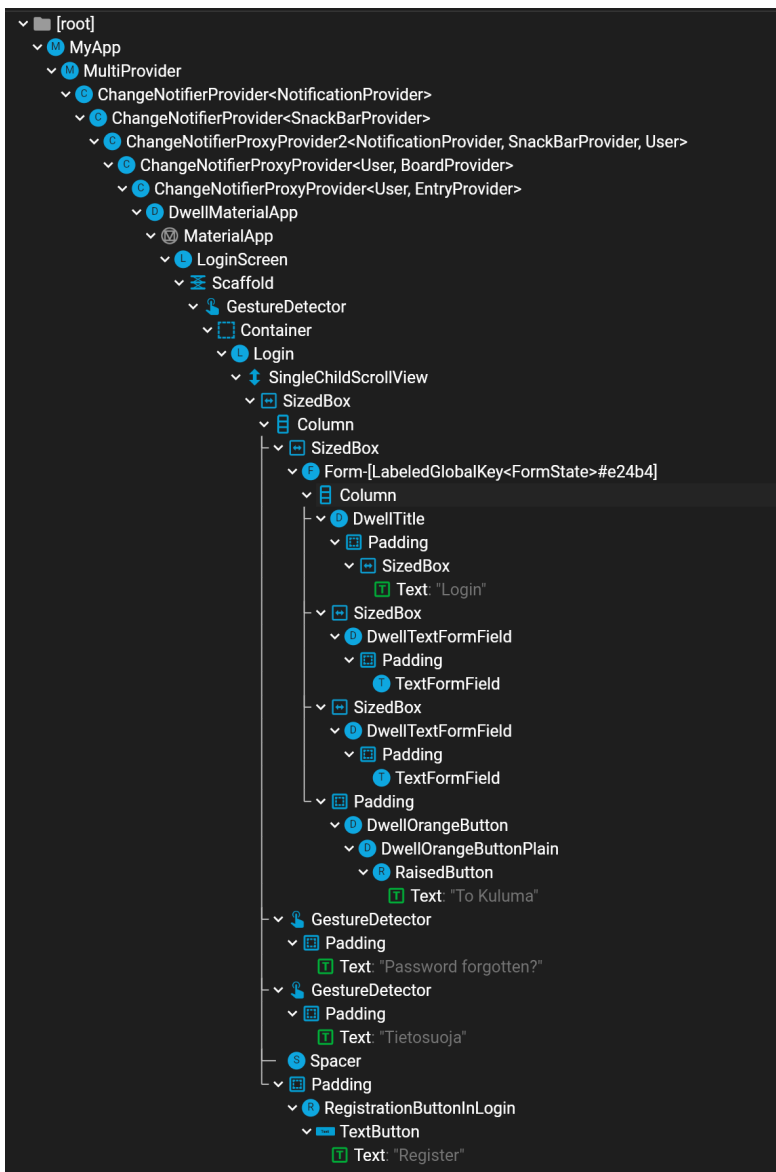 [root]
M MyApp
M MultiProvider
C ChangeNotifierProvider<NotificationProvider>
C ChangeNotifierProvider<SnackBarProvider>
C ChangeNotifierProxyProvider2<NotificationProvider, SnackBarProvider, User>
C ChangeNotifierProxyProvider<User, BoardProvider>
C ChangeNotifierProxyProvider<User, EntryProvider>
D DwellMaterialApp
M MaterialApp
L LoginScreen
Scaffold
GestureDetector
Container
L Login
SingleChildScrollView
SizedBox
Column
SizedBox
F Form-[LabeledGlobalKey<FormState>#e24b4]
Column
D DwellTitle
Padding
SizedBox
T Text: "Login"
SizedBox
D DwellTextFormField
Padding
T TextFormField
SizedBox
D DwellTextFormField
Padding
T TextFormField
Padding
D DwellOrangeButton
D DwellOrangeButtonPlain
R RaisedButton
T Text: "To Kuluma"
GestureDetector
Padding
T Text: "Password forgotten?"
GestureDetector
Padding
T Text: "Tietosuoja"
S Spacer
Padding
R RegistrationButtonInLogin
TextButton
T Text: "Register"